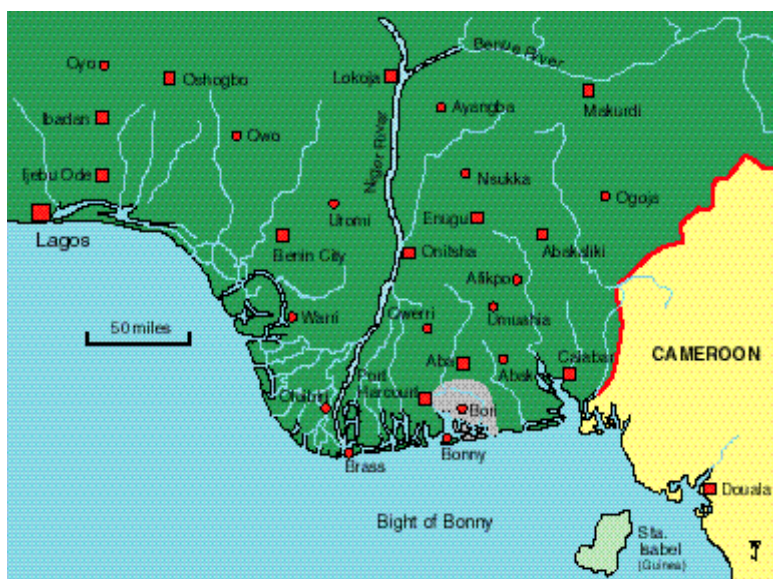 Oyo
Oshogbo
Lokoja
Benue River
Ibadan
Ayangba
Makurdi
Owo
Niger River
Ijebu Ode
Nsukka
Ogoja
Lagos
Uromi
Enugu
Benin City
Onitsha
Abakaliki
Afikpo
50 miles
Warri
Owerri
Umuahia
Aba
Abak
Calabar
CAMEROON
Port
Harcourt
Bori
Brass
Bonny
Douala
Bight of Bonny
Sta.
Isabel
(Guinea)